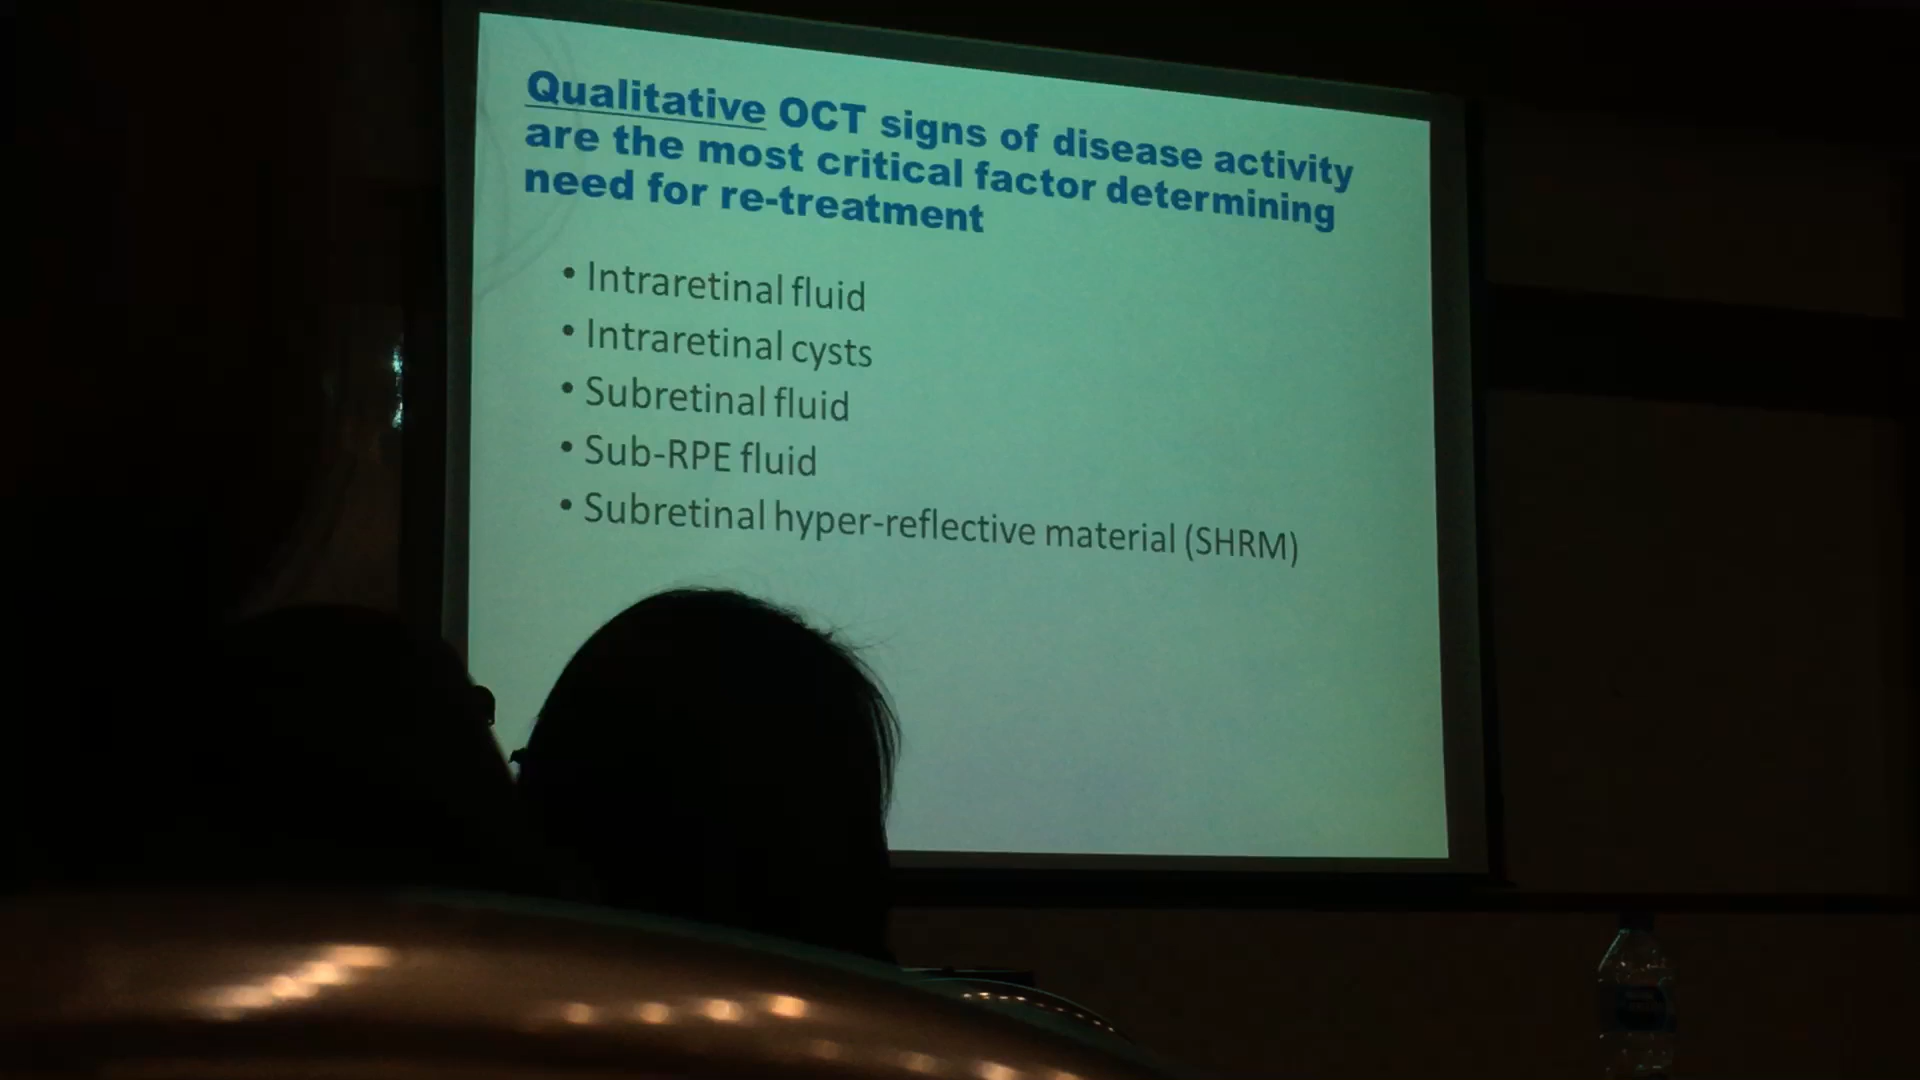 Qualitative OCT signs of disease activity
are the most critical factor determining
need for re-treatment
• Intraretinal fluid
• Intraretinal cysts
• Subretinal fluid
• Sub-RPE fluid
• Subretinal hyper-reflective material (SHRM)